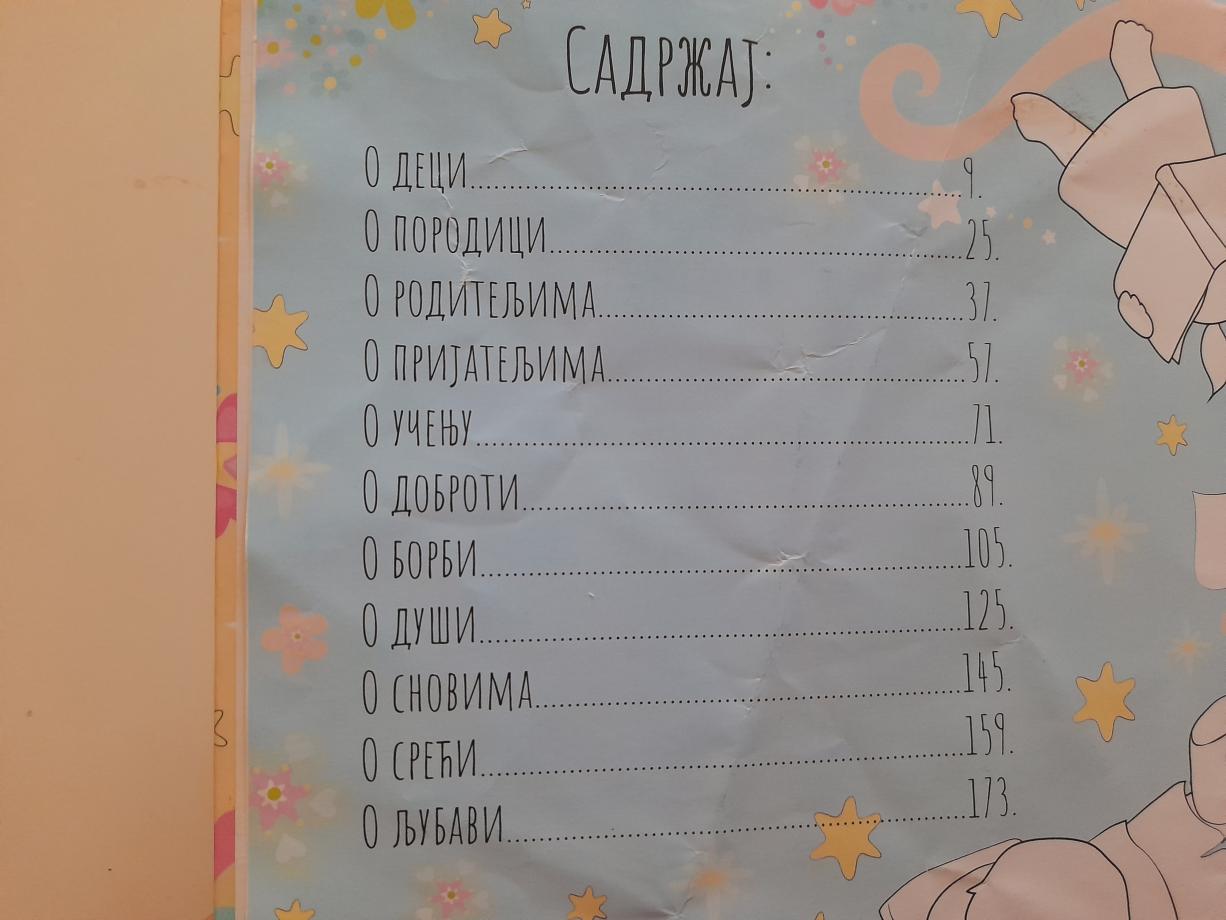 САДРЖАЈ:
О ДЕЦИ..........9.
О ПОРОДИЦИ..........25.
О РОДИТЕЉИМА..........37.
О ПРИЈАТЕЉИМА..........57.
О УЧЕЊУ..........71.
О ДОБРОТИ..........89.
О БОРБИ..........105.
О ДУШИ..........125.
О СНОВИМА..........145.
О СРЕЋИ..........159.
О ЉУБАВИ..........173.